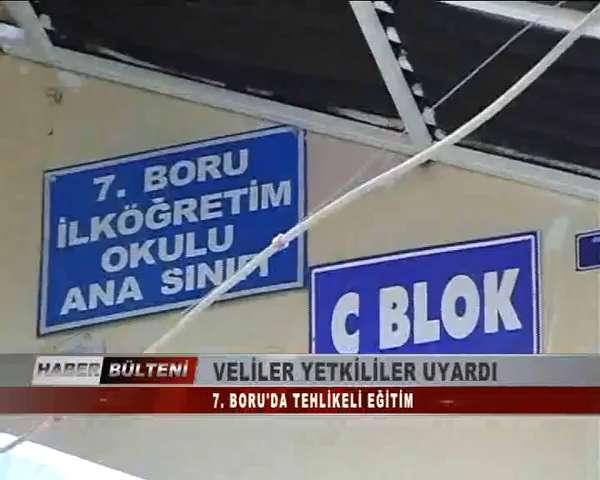 7. BORU
İLKÖĞRETİM
OKULU
ANA SINIFI
C BLOK
HABER BÜLTENİ
VELİLER YETKİLİLER UYARDI
7. BORU'DA TEHLİKELİ EĞİTİM